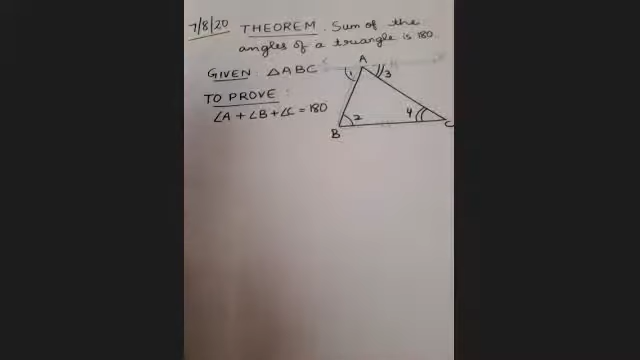 7/8/20 THEOREM. Sum of the
angles of a triangle is 180.
GIVEN: △ABC
TO PROVE:
∠A + ∠B + ∠C = 180
A
1 3
2 4
B C